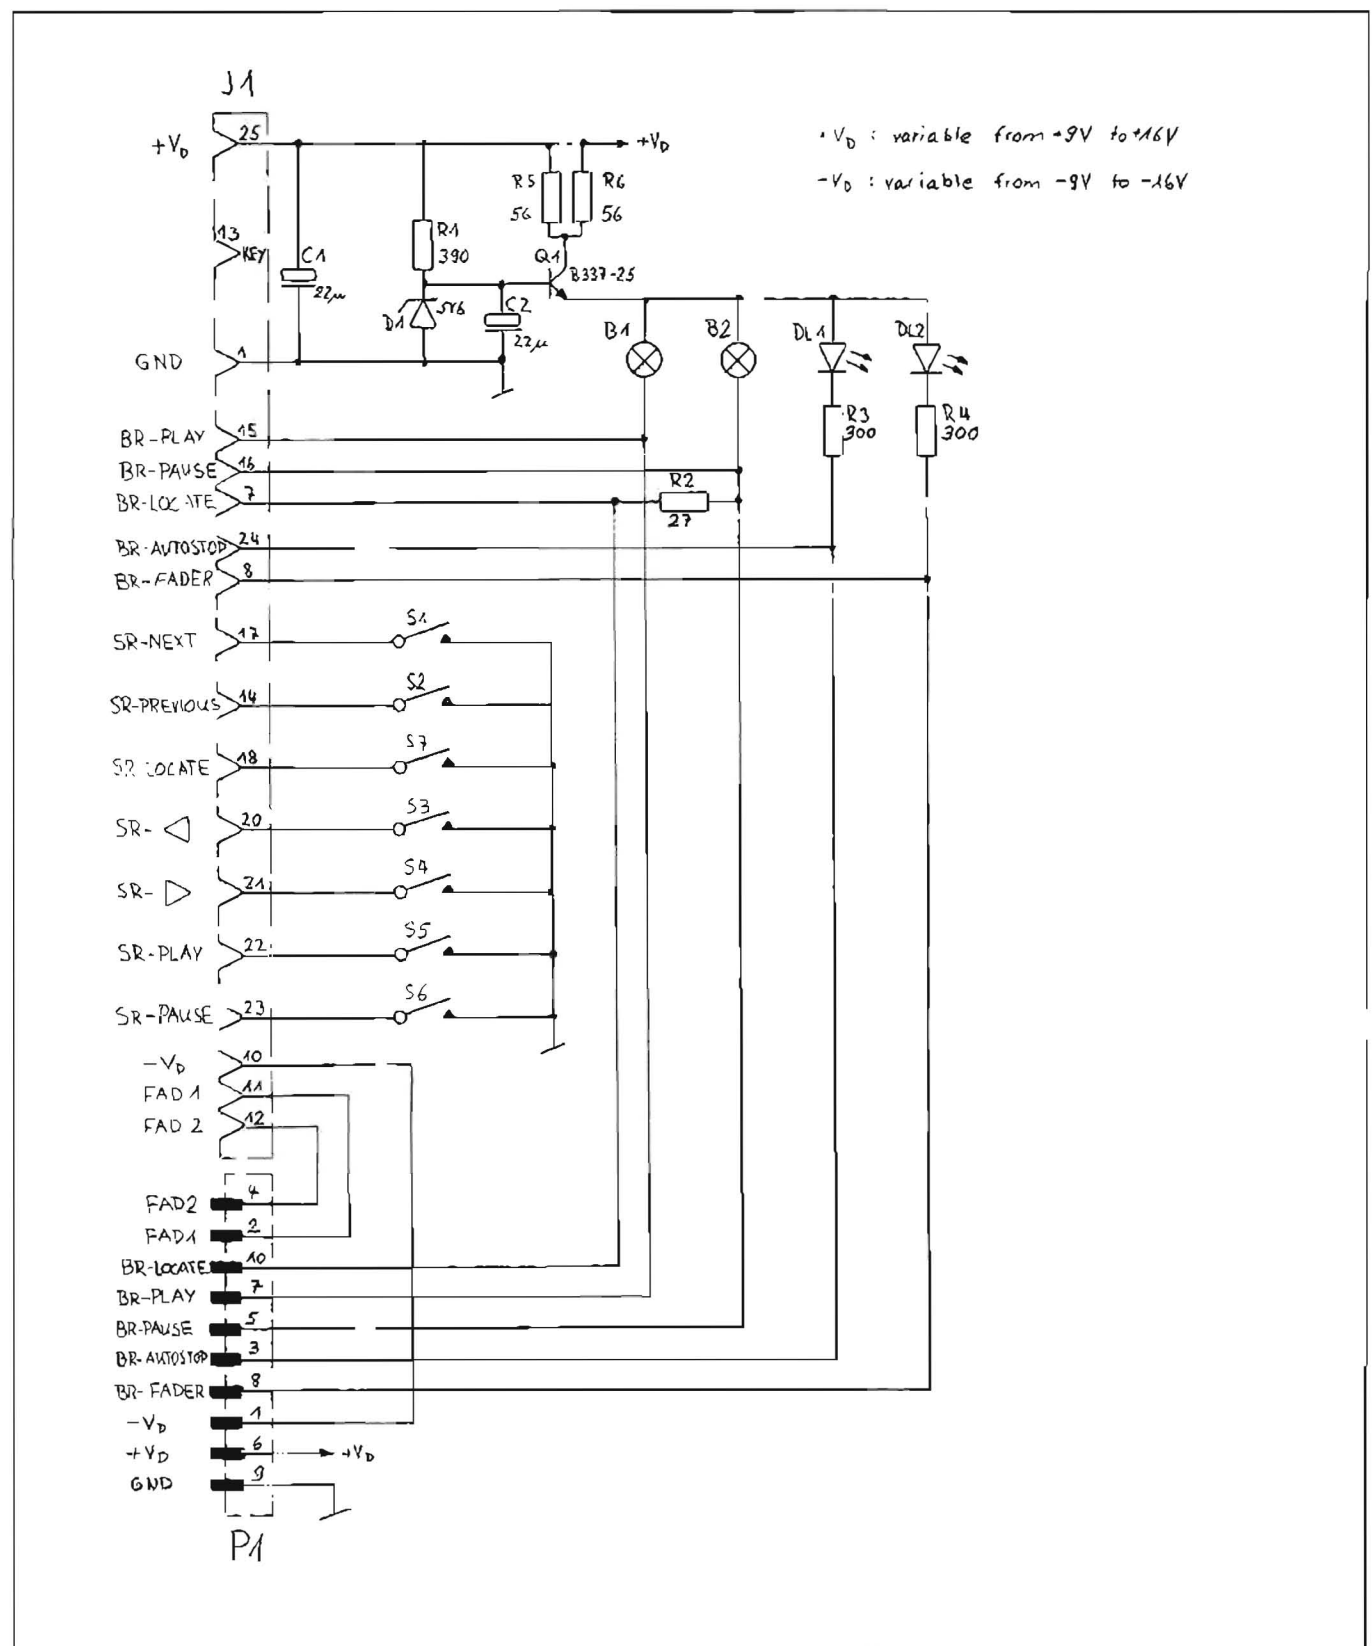 J1
+VD
25
+VD
+VD : variable from +9V to +16V
-VD : variable from -9V to -16V
R5
56
R6
56
13
KEY
C1
22µ
R1
390
Q1
B337-25
D1
5V6
C2
22µ
B1
B2
DL1
DL2
GND
1
R3
300
R4
300
BR-PLAY
15
BR-PAUSE
16
BR-LOCATE
7
R2
27
BR-AUTOSTOP
24
BR-FADER
8
SR-NEXT
17
S1
SR-PREVIOUS
14
S2
SR LOCATE
18
S7
SR- ◁
20
S3
SR- ▷
21
S4
SR-PLAY
22
S5
SR-PAUSE
23
S6
-VD
10
FAD 1
11
FAD 2
12
FAD2
4
FAD1
2
BR-LOCATE
10
BR-PLAY
7
BR-PAUSE
5
BR-AUTOSTOP
3
BR-FADER
8
-VD
1
+VD
6
+VD
GND
9
P1